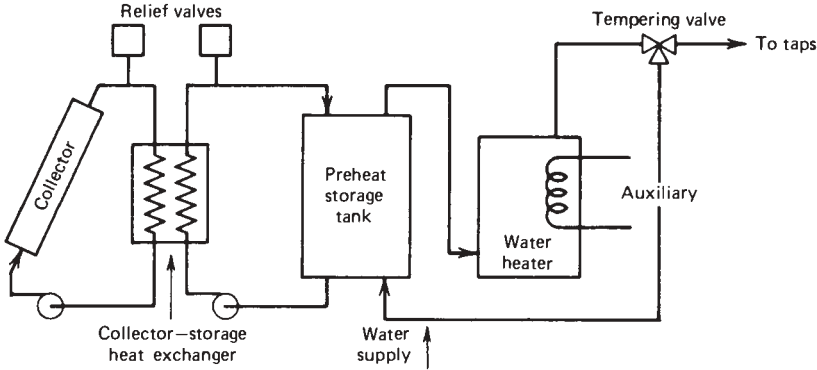 Relief valves
Tempering valve
To taps
Collector
Preheat
storage
tank
Auxiliary
Water
heater
Collector–storage
heat exchanger
Water
supply